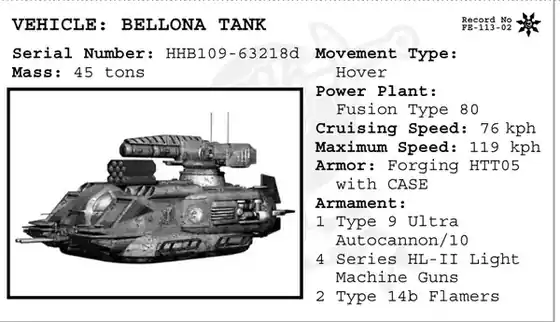 VEHICLE: BELLONA TANK
Record No
FE-113-02
Serial Number: HHB109-63218d
Mass: 45 tons
Movement Type:
Hover
Power Plant:
Fusion Type 80
Cruising Speed: 76 kph
Maximum Speed: 119 kph
Armor: Forging HTT05
with CASE
Armament:
1 Type 9 Ultra
Autocannon/10
4 Series HL-II Light
Machine Guns
2 Type 14b Flamers